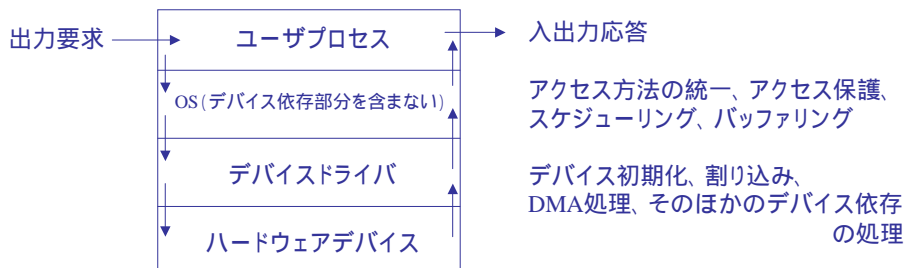 出力要求
ユーザプロセス
入出力応答
OS(デバイス依存部分を含まない)
アクセス方法の統一、アクセス保護、
スケジューリング、バッファリング
デバイスドライバ
デバイス初期化、割り込み、
DMA処理、そのほかのデバイス依存
の処理
ハードウェアデバイス